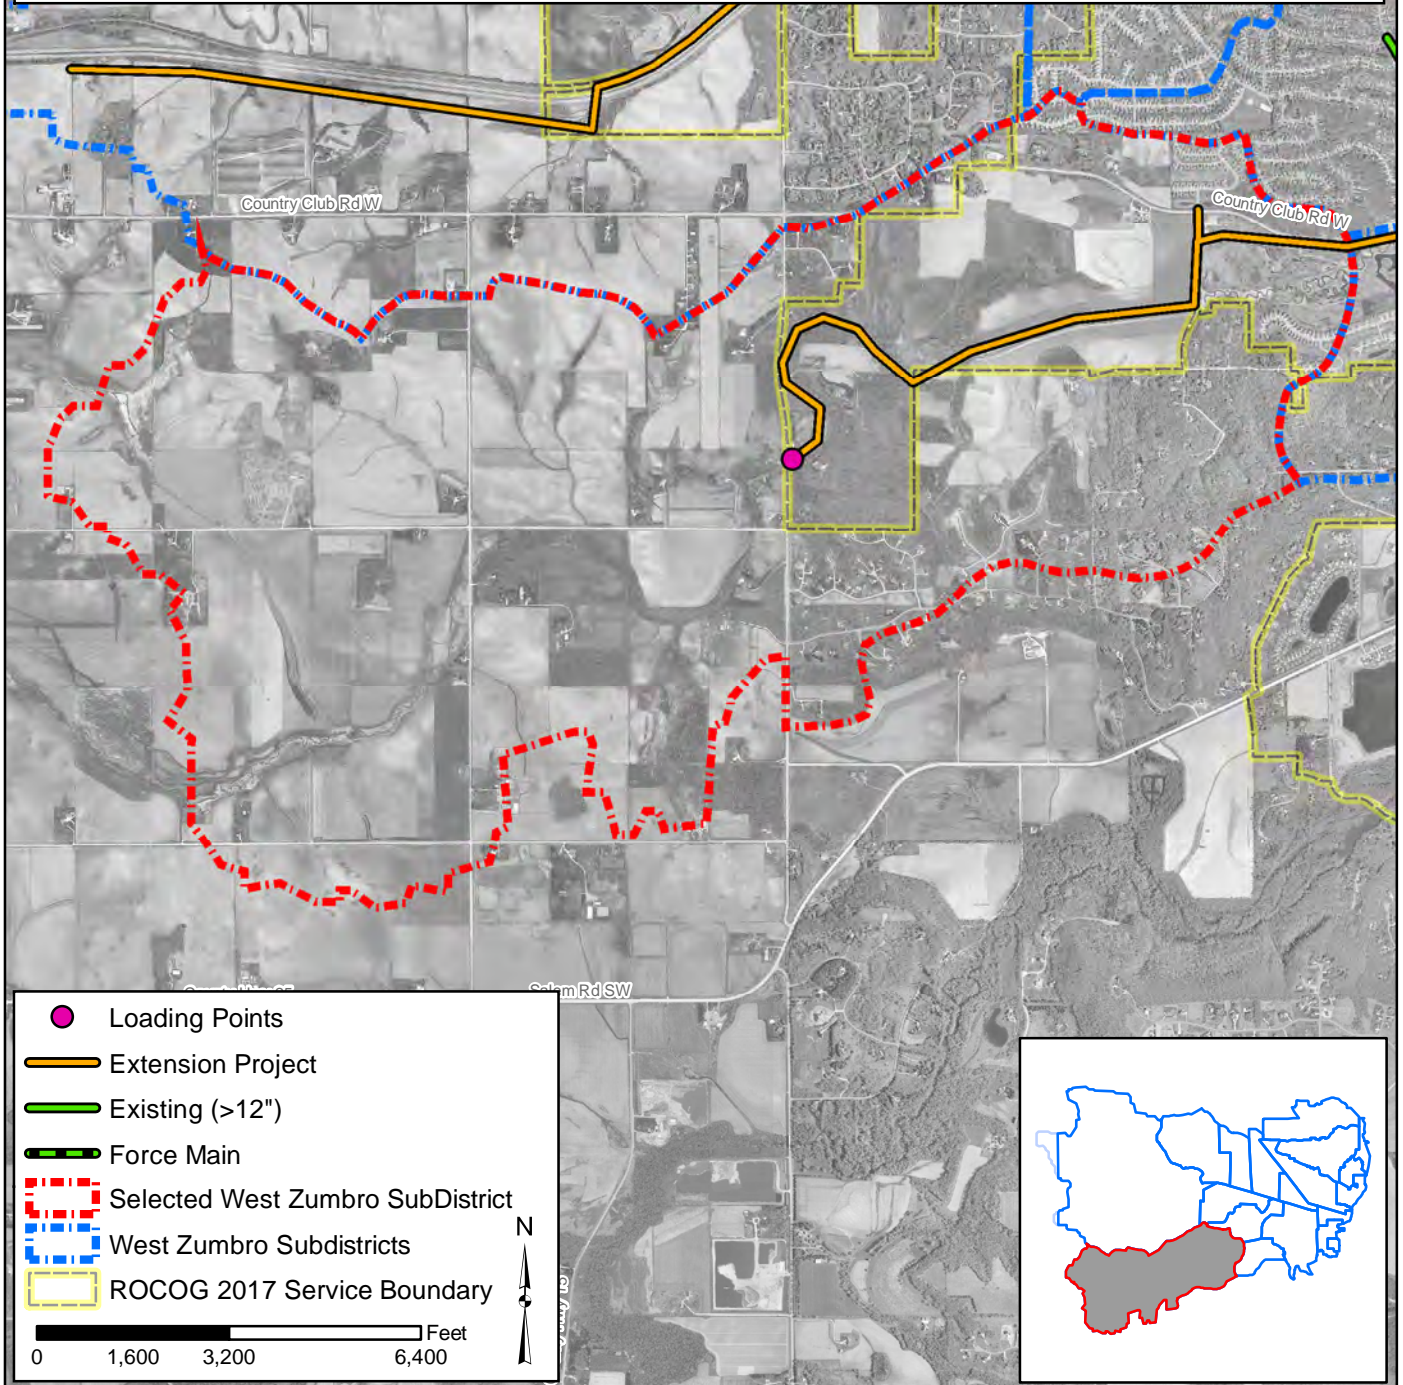 Country Club Rd W
Country Club Rd W
Salem Rd SW
Loading Points
Extension Project
Existing (>12")
Force Main
Selected West Zumbro SubDistrict
West Zumbro Subdistricts
ROCOG 2017 Service Boundary
N
Feet
0 1,600 3,200 6,400